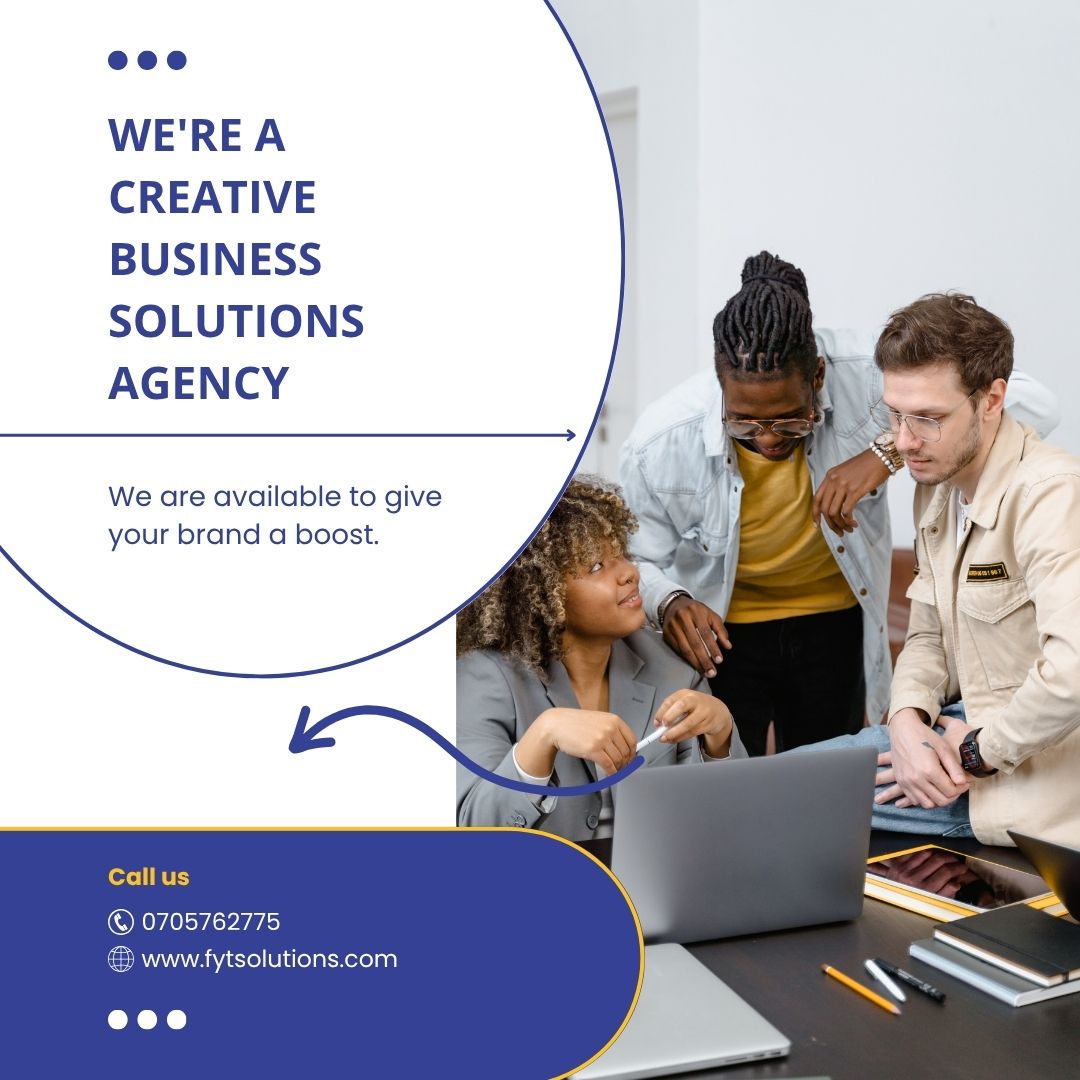 WE'RE A
CREATIVE
BUSINESS
SOLUTIONS
AGENCY
We are available to give
your brand a boost.
Call us
0705762775
www.fytsolutions.com